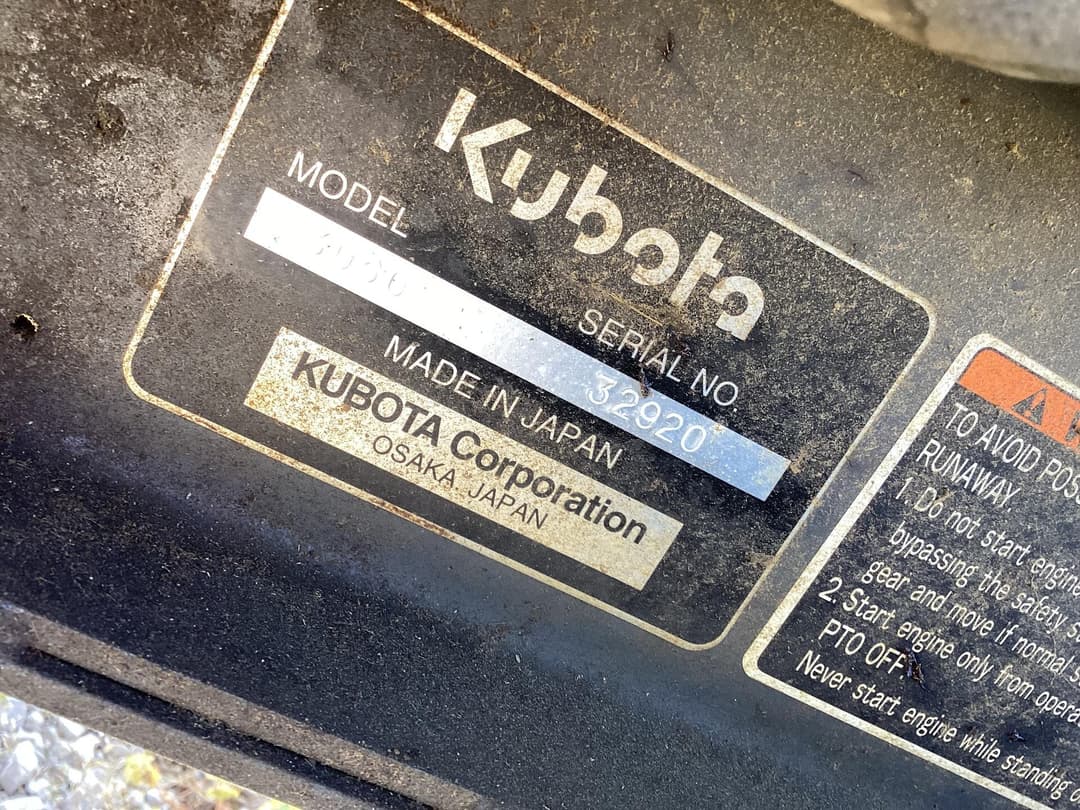 Kubota
MODEL
SERIAL NO.
32920
MADE IN JAPAN
KUBOTA Corporation
OSAKA JAPAN
TO AVOID
RUNAWAY.
1. Do not start engine
bypassing the safety
gear and move if normal
2. Start engine only from
PTO OFF.
Never start engine while standing